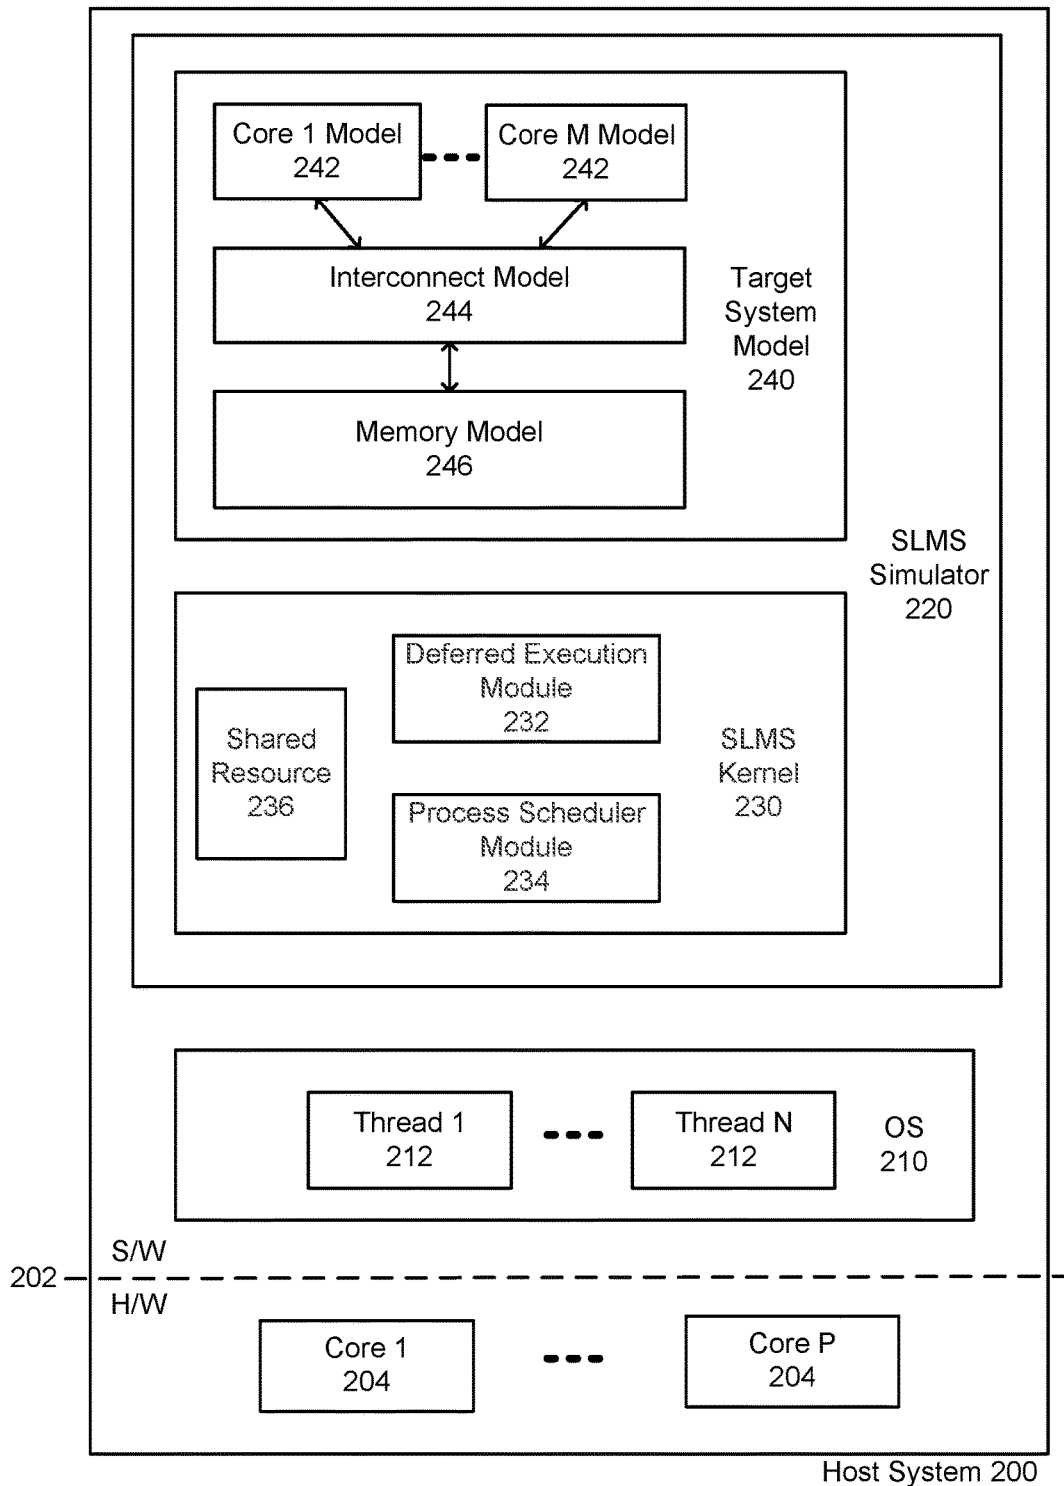 Core 1 Model
242
Core M Model
242
Interconnect Model
244
Target
System
Model
240
Memory Model
246
SLMS
Simulator
220
Deferred Execution
Module
232
Shared
Resource
236
SLMS
Kernel
230
Process Scheduler
Module
234
Thread 1
212
Thread N
212
OS
210
S/W
202
H/W
Core 1
204
Core P
204
Host System 200